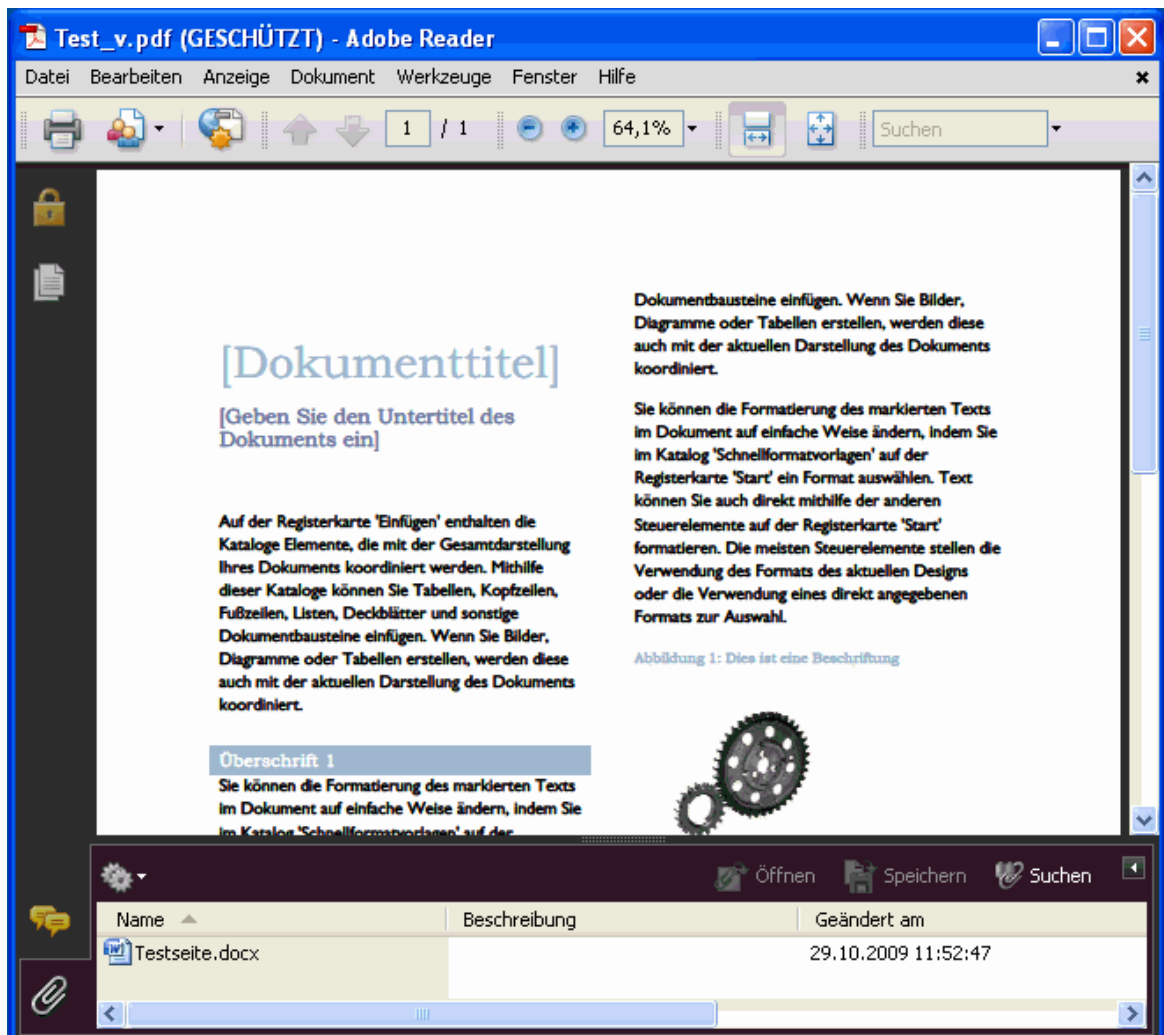 Test_v.pdf (GESCHÜTZT) - Adobe Reader
Datei Bearbeiten Anzeige Dokument Werkzeuge Fenster Hilfe
1 / 1 64,1% Suchen
[Dokumenttitel]
[Geben Sie den Untertitel des
Dokuments ein]
Auf der Registerkarte 'Einfügen' enthalten die
Kataloge Elemente, die mit der Gesamtdarstellung
Ihres Dokuments koordiniert werden. Mithilfe
dieser Kataloge können Sie Tabellen, Kopfzeilen,
Fußzeilen, Listen, Deckblätter und sonstige
Dokumentbausteine einfügen. Wenn Sie Bilder,
Diagramme oder Tabellen erstellen, werden diese
auch mit der aktuellen Darstellung des Dokuments
koordiniert.
Überschrift 1
Sie können die Formatierung des markierten Texts
im Dokument auf einfache Weise ändern, indem Sie
im Katalog 'Schnellformatvorlagen' auf der
Dokumentbausteine einfügen. Wenn Sie Bilder,
Diagramme oder Tabellen erstellen, werden diese
auch mit der aktuellen Darstellung des Dokuments
koordiniert.
Sie können die Formatierung des markierten Texts
im Dokument auf einfache Weise ändern, indem Sie
im Katalog 'Schnellformatvorlagen' auf der
Registerkarte 'Start' ein Format auswählen. Text
können Sie auch direkt mithilfe der anderen
Steuerelemente auf der Registerkarte 'Start'
formatieren. Die meisten Steuerelemente stellen die
Verwendung des Formats des aktuellen Designs
oder die Verwendung eines direkt angegebenen
Formats zur Auswahl.
Abbildung 1: Dies ist eine Beschriftung
Öffnen Speichern Suchen
Name Beschreibung Geändert am
Testseite.docx 29.10.2009 11:52:47